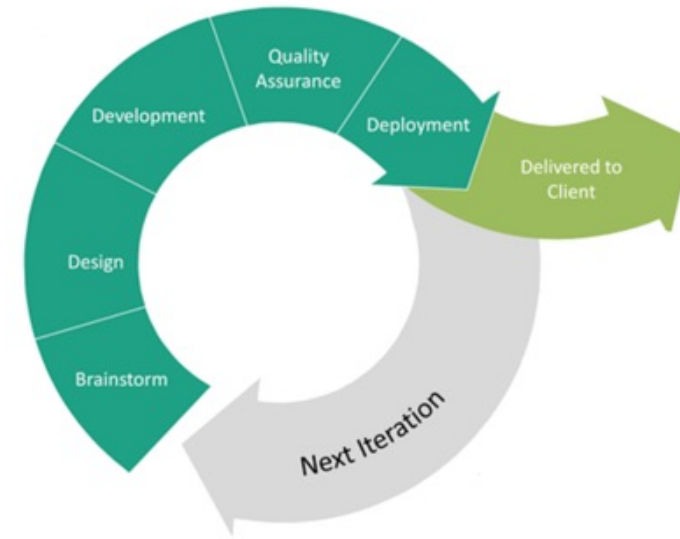 Quality
Assurance
Development
Deployment
Delivered to
Client
Design
Brainstorm
Next Iteration